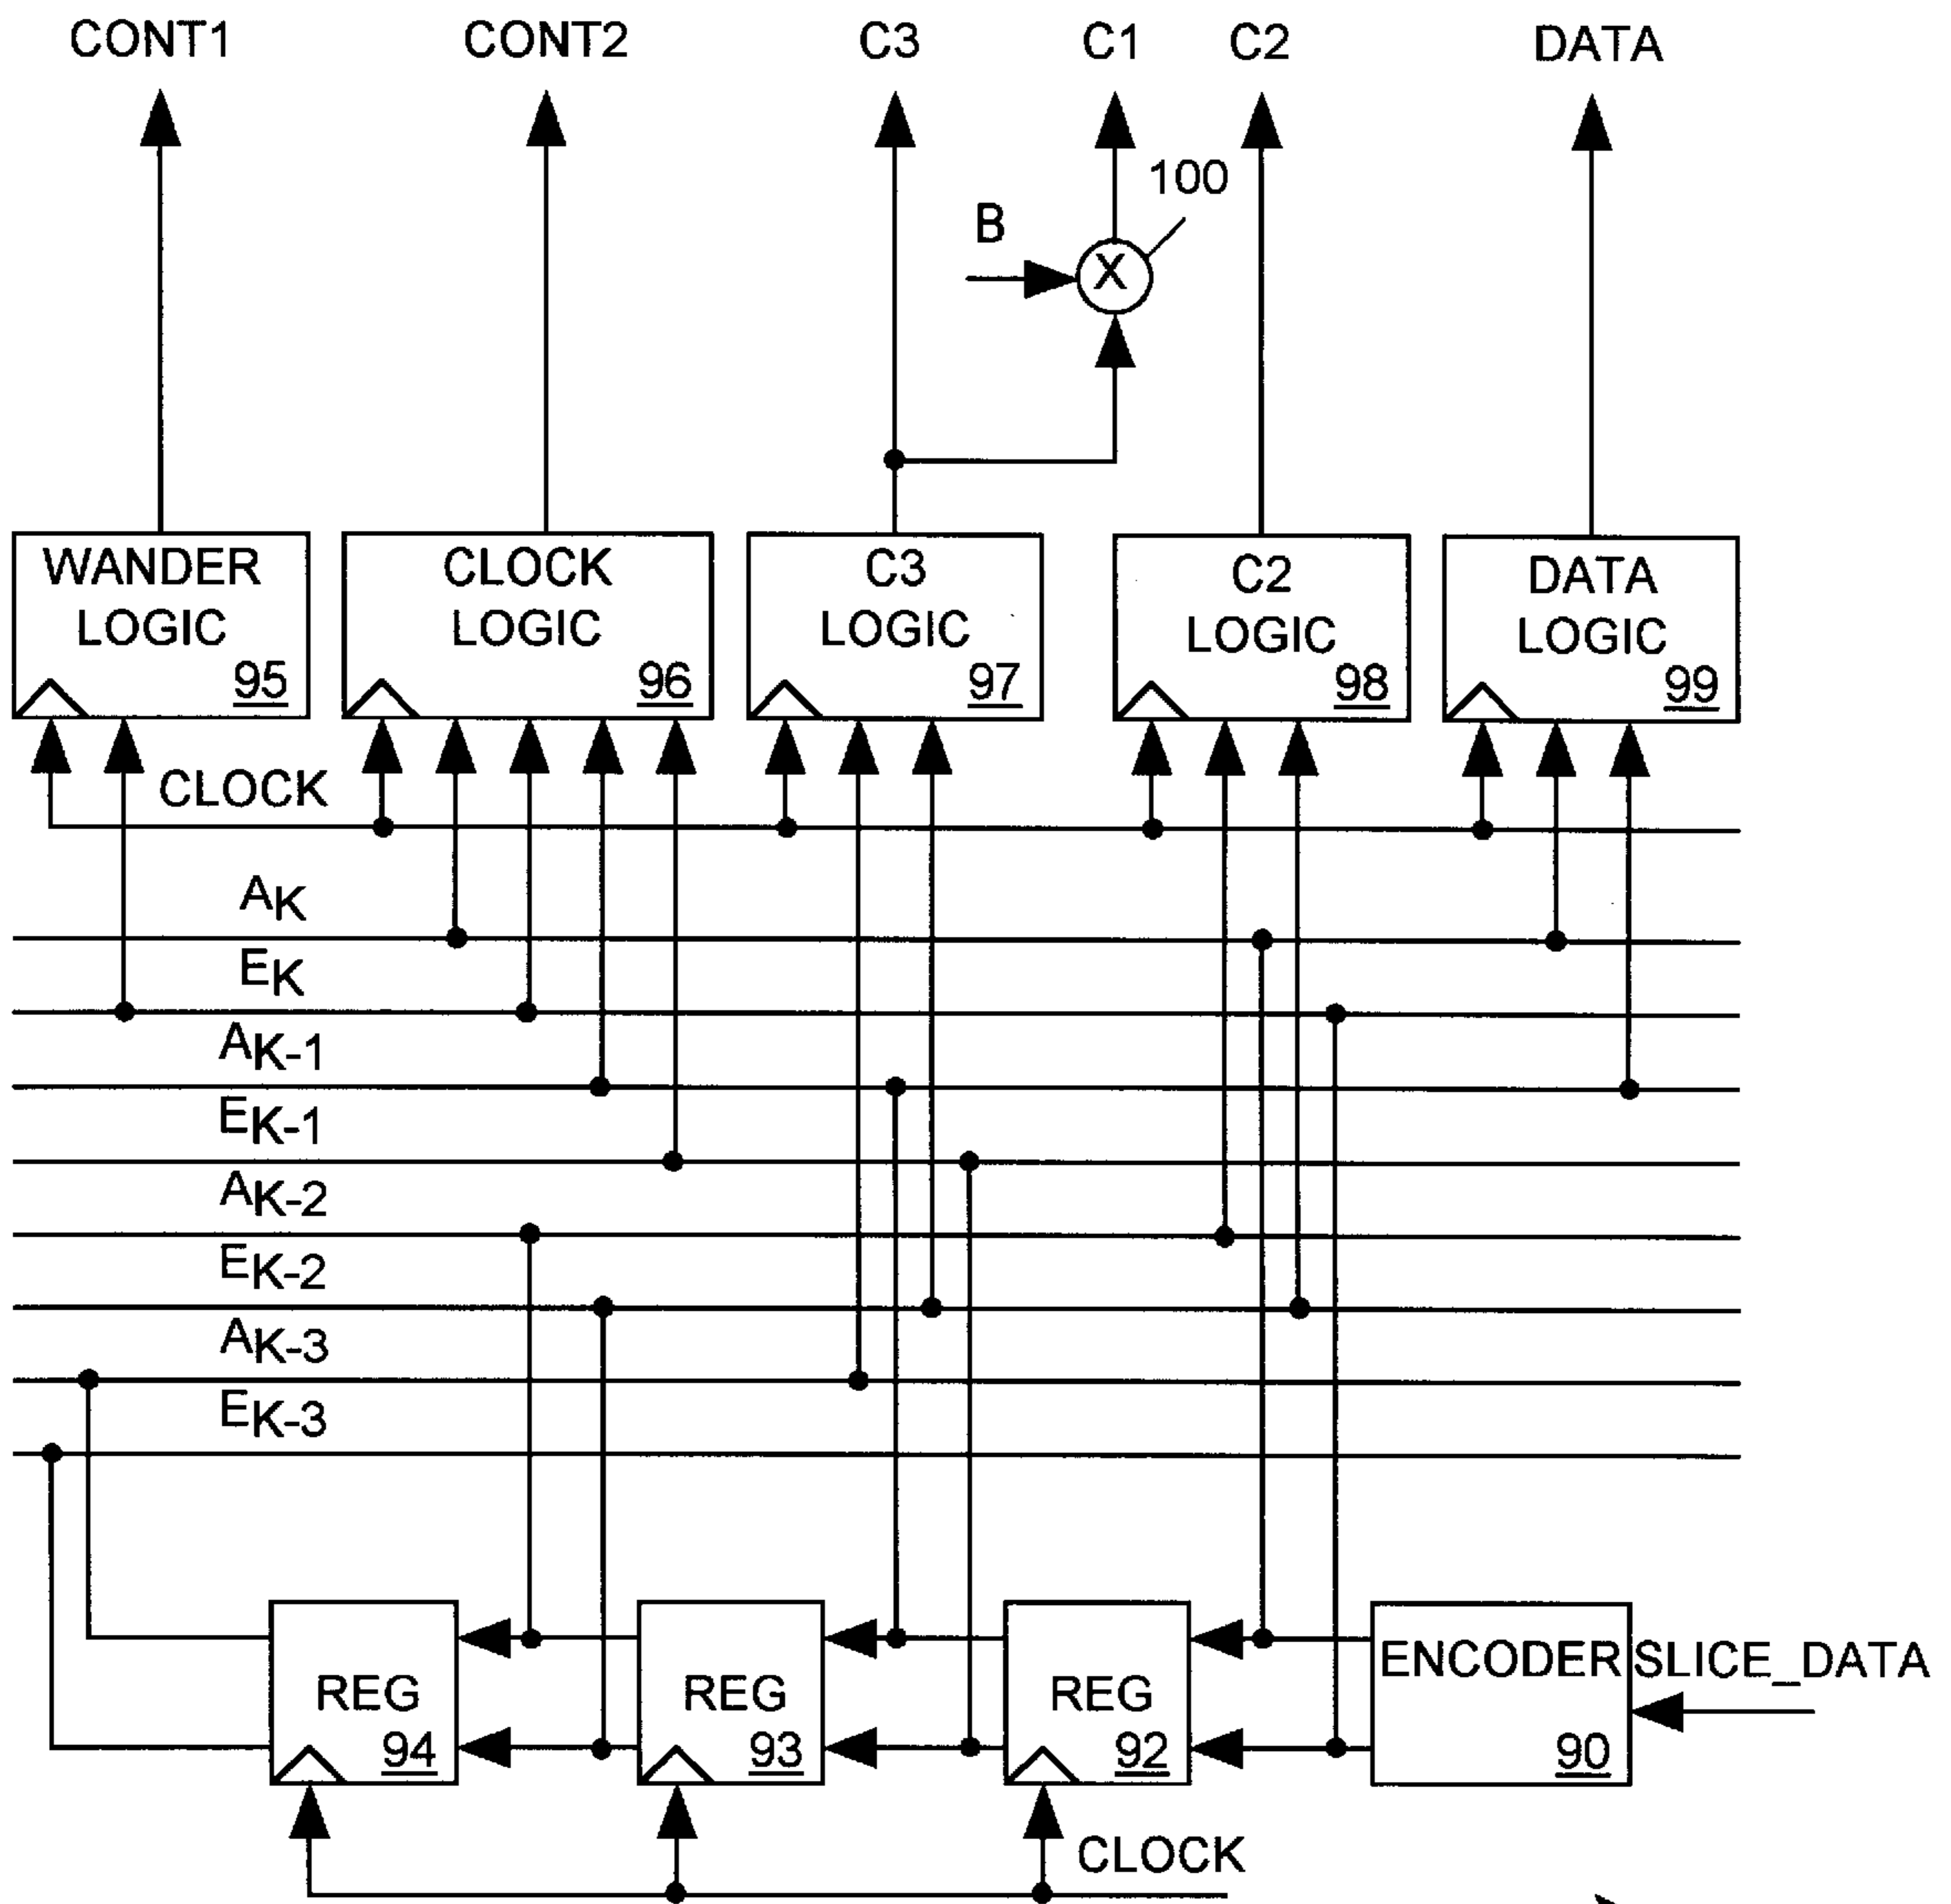 CONT1 CONT2 C3 C1 C2 DATA
100
B
X
WANDER LOGIC 95
CLOCK LOGIC 96
C3 LOGIC 97
C2 LOGIC 98
DATA LOGIC 99
CLOCK
AK
EK
AK-1
EK-1
AK-2
EK-2
AK-3
EK-3
REG 94
REG 93
REG 92
ENCODER 90
SLICE_DATA
CLOCK